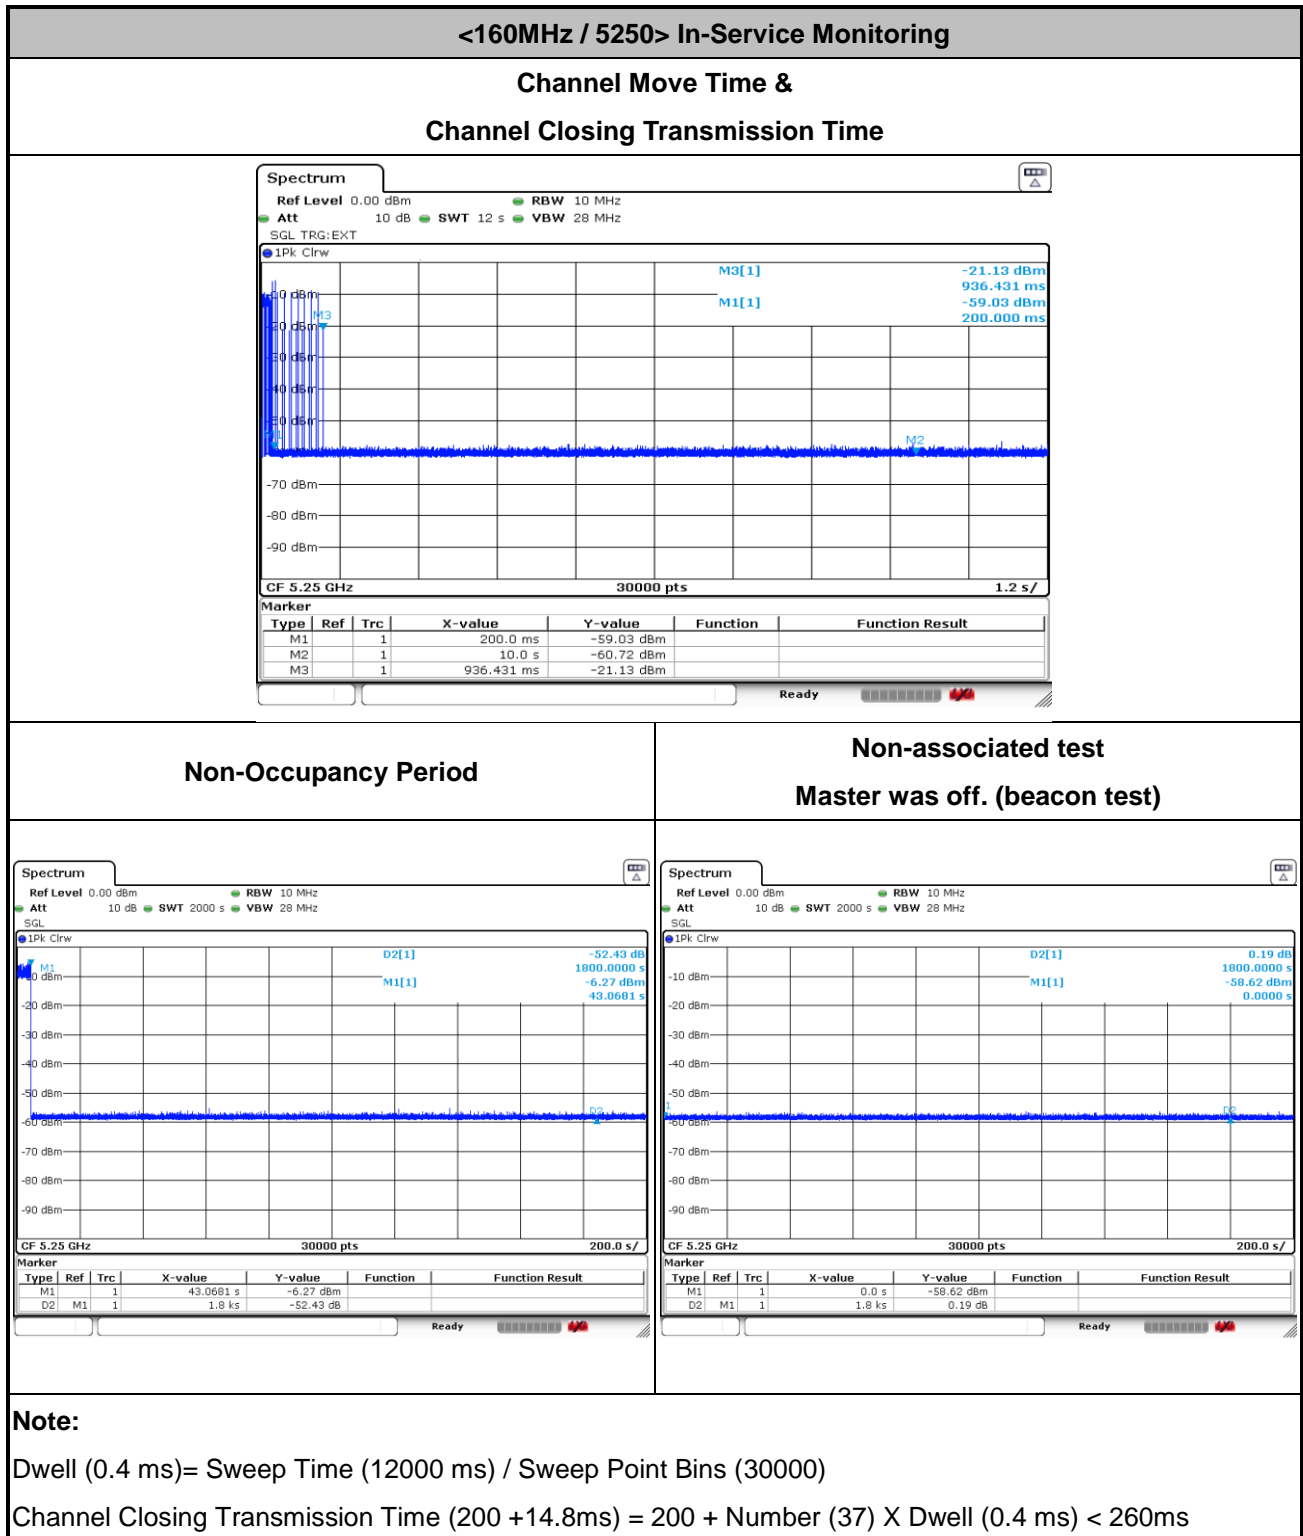 <160MHz / 5250> In-Service Monitoring
Channel Move Time &
Channel Closing Transmission Time
Spectrum
Ref Level 0.00 dBm RBW 10 MHz
Att 10 dB SWT 12 s VBW 28 MHz
SGL TRG:EXT
1Pk Clrw
M3[1] -21.13 dBm
936.431 ms
M1[1] -59.03 dBm
200.000 ms
M3
M2
-70 dBm
-80 dBm
-90 dBm
CF 5.25 GHz 30000 pts 1.2 s/
Marker
Type Ref Trc X-value Y-value Function Function Result
M1 1 200.0 ms -59.03 dBm
M2 1 10.0 s -60.72 dBm
M3 1 936.431 ms -21.13 dBm
Ready
Non-Occupancy Period
Non-associated test
Master was off. (beacon test)
Spectrum
Ref Level 0.00 dBm RBW 10 MHz
Att 10 dB SWT 2000 s VBW 28 MHz
SGL
1Pk Clrw
D2[1] -52.43 dB
1800.0000 s
M1[1] -6.27 dBm
43.0681 s
M1
-20 dBm
-30 dBm
-40 dBm
-50 dBm
D2
-60 dBm
-70 dBm
-80 dBm
-90 dBm
CF 5.25 GHz 30000 pts 200.0 s/
Marker
Type Ref Trc X-value Y-value Function Function Result
M1 1 43.0681 s -6.27 dBm
D2 M1 1 1.8 ks -52.43 dB
Ready
Spectrum
Ref Level 0.00 dBm RBW 10 MHz
Att 10 dB SWT 2000 s VBW 28 MHz
SGL
1Pk Clrw
D2[1] 0.19 dB
1800.0000 s
M1[1] -58.62 dBm
0.0000 s
-10 dBm
-20 dBm
-30 dBm
-40 dBm
-50 dBm
D2
-60 dBm
-70 dBm
-80 dBm
-90 dBm
CF 5.25 GHz 30000 pts 200.0 s/
Marker
Type Ref Trc X-value Y-value Function Function Result
M1 1 0.0 s -58.62 dBm
D2 M1 1 1.8 ks 0.19 dB
Ready
Note:
Dwell (0.4 ms)= Sweep Time (12000 ms) / Sweep Point Bins (30000)
Channel Closing Transmission Time (200 +14.8ms) = 200 + Number (37) X Dwell (0.4 ms) < 260ms